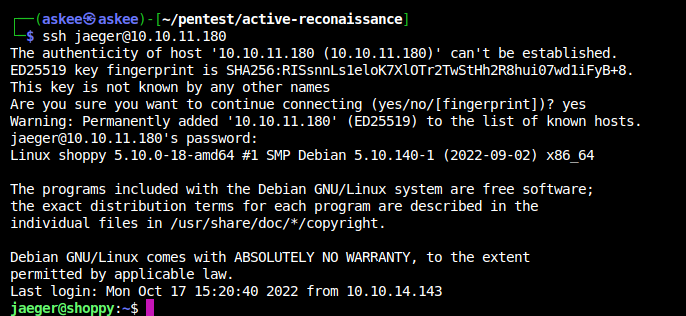 ┌──(askee㉿askee)-[~/pentest/active-reconaissance]
└─$ ssh jaeger@10.10.11.180
The authenticity of host '10.10.11.180 (10.10.11.180)' can't be established.
ED25519 key fingerprint is SHA256:RISsnnLs1eloK7XlOTr2TwStHh2R8hui07wd1iFyB+8.
This key is not known by any other names
Are you sure you want to continue connecting (yes/no/[fingerprint])? yes
Warning: Permanently added '10.10.11.180' (ED25519) to the list of known hosts.
jaeger@10.10.11.180's password:
Linux shoppy 5.10.0-18-amd64 #1 SMP Debian 5.10.140-1 (2022-09-02) x86_64

The programs included with the Debian GNU/Linux system are free software;
the exact distribution terms for each program are described in the
individual files in /usr/share/doc/*/copyright.

Debian GNU/Linux comes with ABSOLUTELY NO WARRANTY, to the extent
permitted by applicable law.
Last login: Mon Oct 17 15:20:40 2022 from 10.10.14.143
jaeger@shoppy:~$